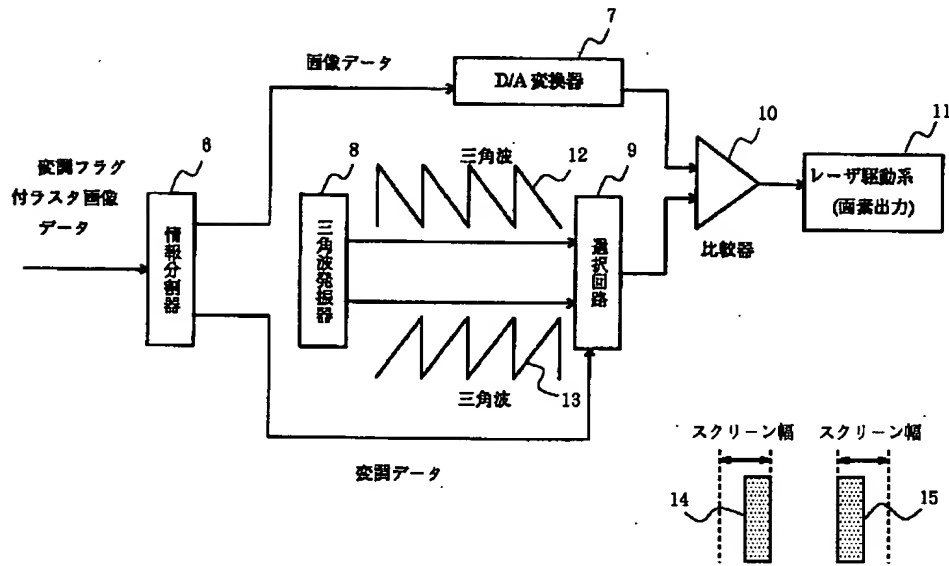 7
画像データ
D/A 変換器
10
11
6
変調フラグ
付ラスタ画像
データ
8
三角波
12
9
レーザ駆動系
(画素出力)
情報分割器
三角波発振器
選択回路
比較器
三角波
13
変調データ
スクリーン幅
スクリーン幅
14
15